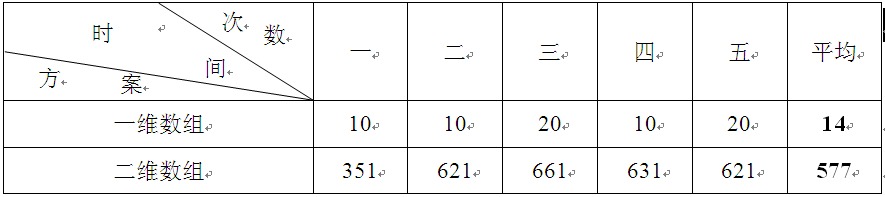 时间 次数 一 二 三 四 五 平均
方案
一维数组 10 10 20 10 20 14
二维数组 351 621 661 631 621 577